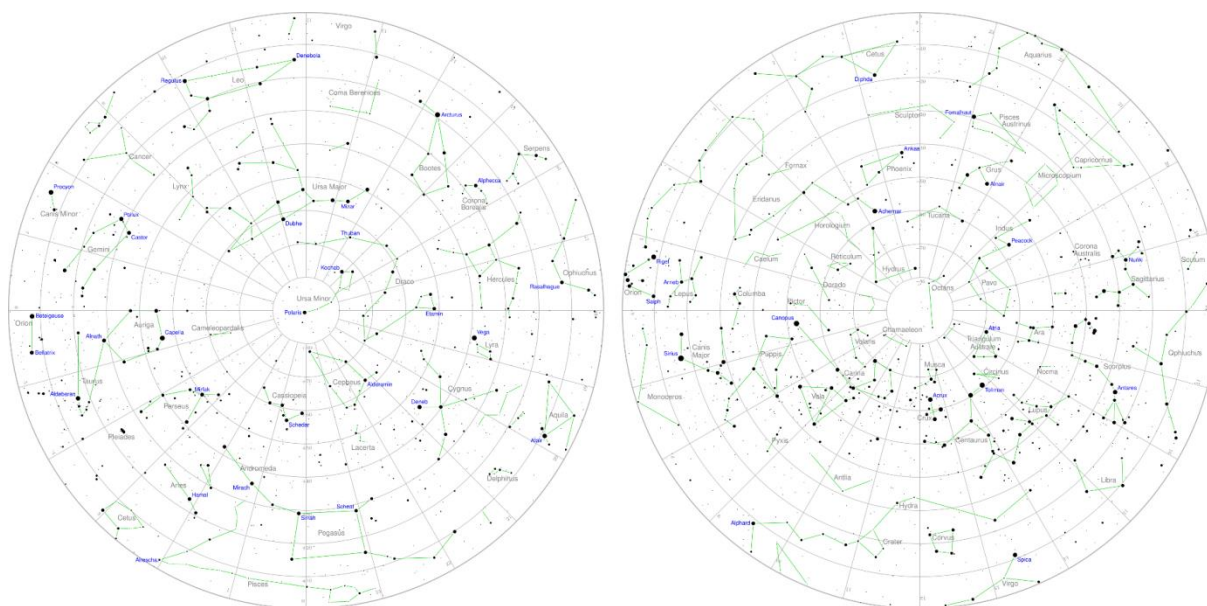 Virgo
Denebola
Leo
Regulus
Coma Berenices
Arcturus
Serpens
Cancer
Bootes
Lynx
Alphecca
Corona
Borealis
Ursa Major
Mizar
Procyon
Canis Minor
Pollux
Castor
Dubhe
Thuban
Gemini
Kochab
Draco
Hercules
Ophiuchus
Rasalhague
Ursa Minor
Polaris
Etamin
Betelgeuse
Orion
Bellatrix
Auriga
Alnath
Capella
Camelopardalis
Vega
Lyra
Taurus
Aldebaran
Mirfak
Perseus
Cassiopeia
Schedar
Cepheus
Alderamin
Cygnus
Deneb
Aquila
Altair
Pleiades
Lacerta
Andromeda
Mirach
Aries
Hamal
Delphinus
Scheat
Sirrah
Pegasus
Cetus
Alrescha
Pisces
Cetus
Diphda
Aquarius
Sculptor
Fomalhaut
Pisces
Austrinus
Ankaa
Phoenix
Grus
Alnair
Capricornus
Microscopium
Fornax
Eridanus
Achernar
Tucana
Horologium
Indus
Peacock
Corona
Australis
Nunki
Sagittarius
Scutum
Rigel
Orion
Saiph
Arneb
Lepus
Columba
Caelum
Reticulum
Dorado
Hydrus
Octans
Pavo
Pictor
Canopus
Chamaeleon
Volans
Atria
Triangulum
Australe
Ara
Sirius
Canis
Major
Puppis
Carina
Musca
Circinus
Norma
Scorpius
Ophiuchus
Antares
Monoceros
Vela
Acrux
Crux
Toliman
Lupus
Centaurus
Pyxis
Antlia
Libra
Hydra
Alphard
Crater
Corvus
Spica
Virgo